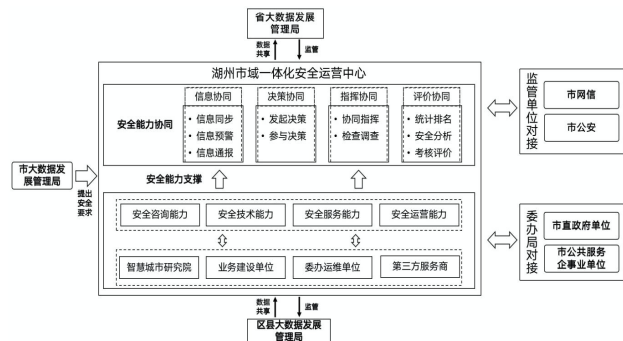 省大数据发展
管理局
数据
共享
监管
湖州市域一体化安全运营中心
安全能力协同
信息协同
• 信息同步
• 信息预警
• 信息通报
决策协同
• 发起决策
• 参与决策
指挥协同
• 协同指挥
• 检查调查
评价协同
• 统计排名
• 安全分析
• 考核评价
监管单位对接
市网信
市公安
市大数据发
展管理局
提出
安全
要求
安全能力支撑
安全咨询能力
安全技术能力
安全服务能力
安全运营能力
智慧城市研究院
业务建设单位
委办运维单位
第三方服务商
委办局对接
市直政府单位
市公共服务
企事业单位
数据
共享
监管
区县大数据发展
管理局